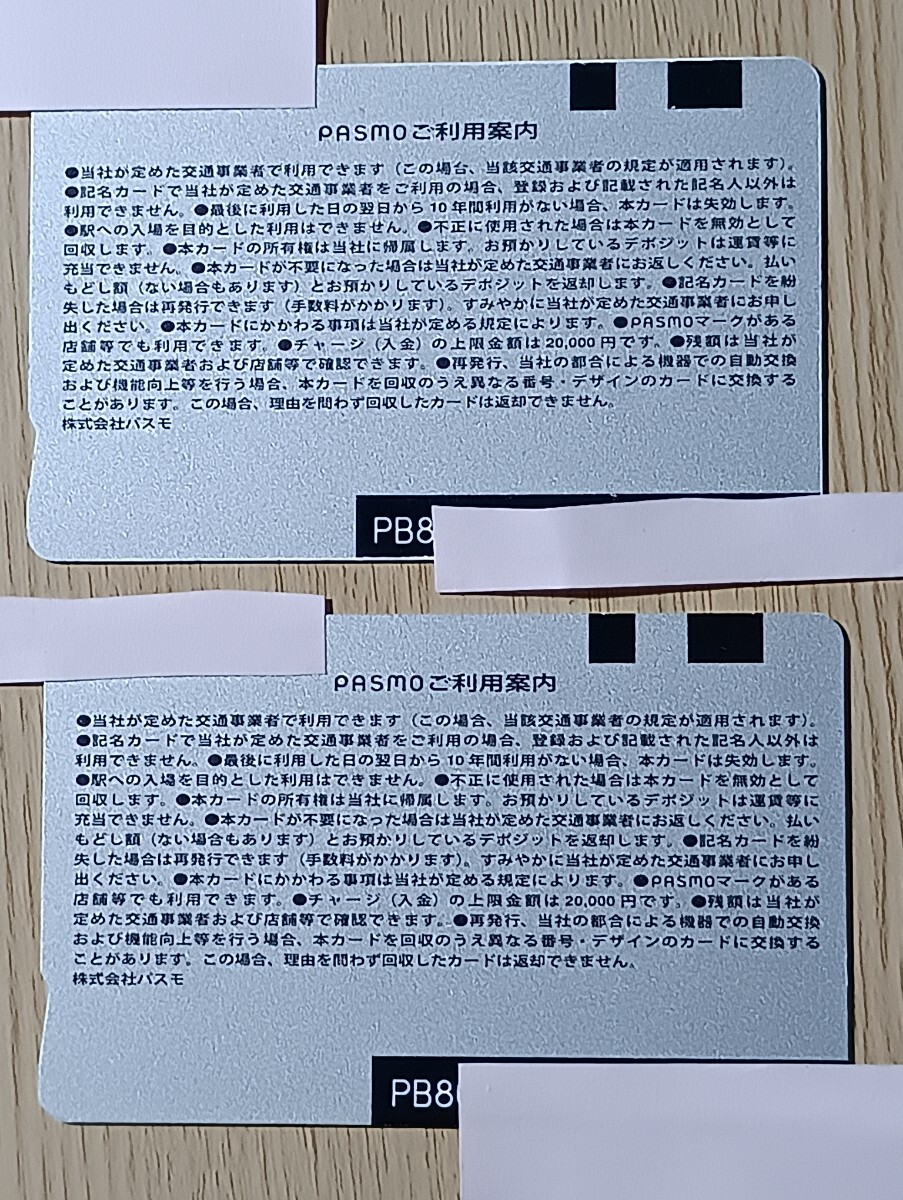 PASMOご利用案内
●当社が定めた交通事業者で利用できます（この場合、当該交通事業者の規定が適用されます）。
●記名カードで当社が定めた交通事業者をご利用の場合、登録および記載された記名人以外は
利用できません。●最後に利用した日の翌日から10年間利用がない場合、本カードは失効します。
●駅への入場を目的とした利用はできません。●不正に使用された場合は本カードを無効として
回収します。●本カードの所有権は当社に帰属します。お預かりしているデポジットは運賃等に
充当できません。●本カードが不要になった場合は当社が定めた交通事業者にお返しください。払い
もどし額（ない場合もあります）とお預かりしているデポジットを返却します。●記名カードを紛
失した場合は再発行できます（手数料がかかります）。すみやかに当社が定めた交通事業者にお申し
出ください。●本カードにかかわる事項は当社が定める規定によります。●PASMOマークがある
店舗等でも利用できます。●チャージ（入金）の上限金額は20,000円です。●残額は当社が
定めた交通事業者および店舗等で確認できます。●再発行、当社の都合による機器での自動交換
および機能向上等を行う場合、本カードを回収のうえ異なる番号・デザインのカードに交換する
ことがあります。この場合、理由を問わず回収したカードは返却できません。
株式会社パスモ
PB8
PASMOご利用案内
●当社が定めた交通事業者で利用できます（この場合、当該交通事業者の規定が適用されます）。
●記名カードで当社が定めた交通事業者をご利用の場合、登録および記載された記名人以外は
利用できません。●最後に利用した日の翌日から10年間利用がない場合、本カードは失効します。
●駅への入場を目的とした利用はできません。●不正に使用された場合は本カードを無効として
回収します。●本カードの所有権は当社に帰属します。お預かりしているデポジットは運賃等に
充当できません。●本カードが不要になった場合は当社が定めた交通事業者にお返しください。払い
もどし額（ない場合もあります）とお預かりしているデポジットを返却します。●記名カードを紛
失した場合は再発行できます（手数料がかかります）。すみやかに当社が定めた交通事業者にお申し
出ください。●本カードにかかわる事項は当社が定める規定によります。●PASMOマークがある
店舗等でも利用できます。●チャージ（入金）の上限金額は20,000円です。●残額は当社が
定めた交通事業者および店舗等で確認できます。●再発行、当社の都合による機器での自動交換
および機能向上等を行う場合、本カードを回収のうえ異なる番号・デザインのカードに交換する
ことがあります。この場合、理由を問わず回収したカードは返却できません。
株式会社パスモ
PB8